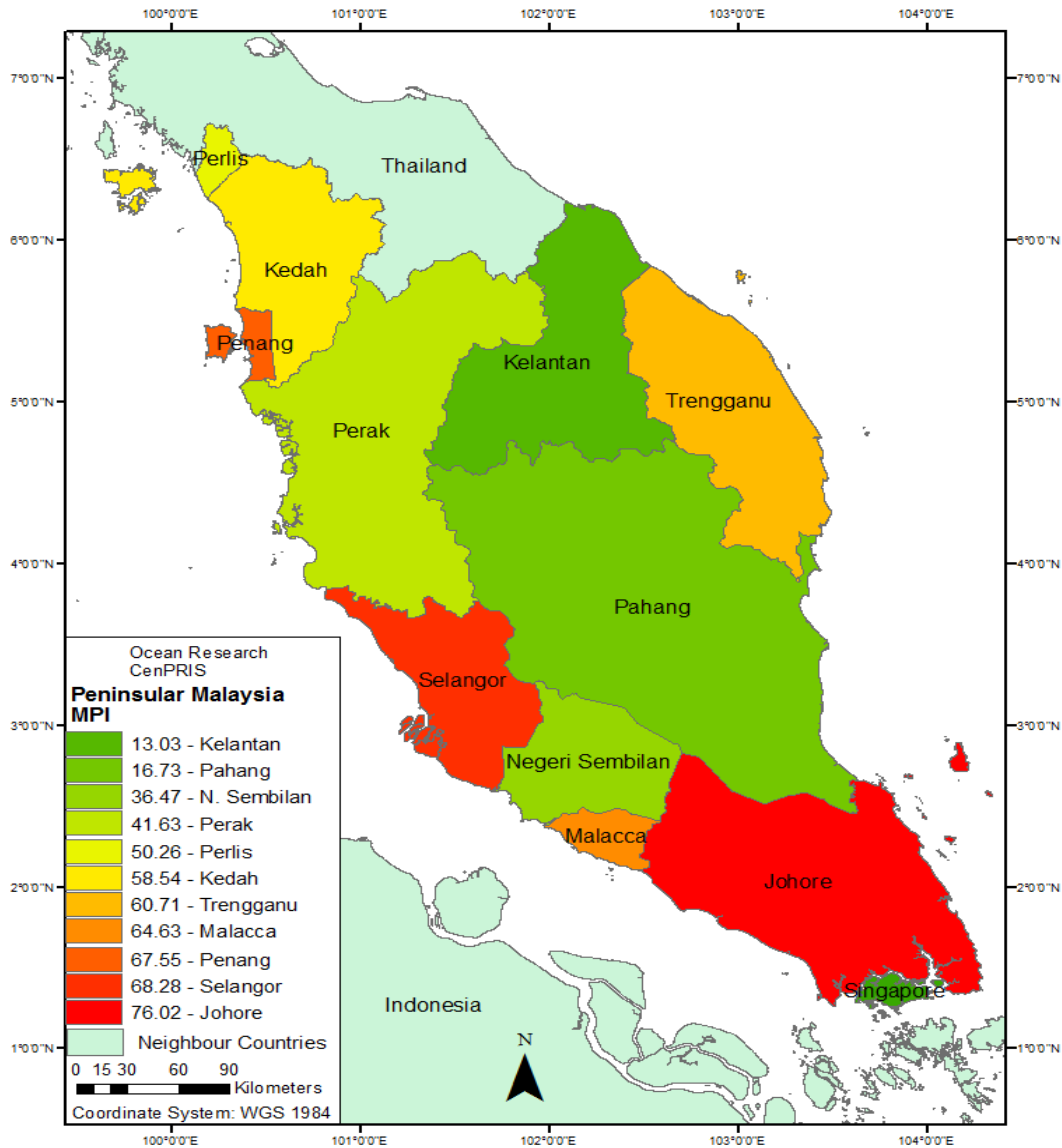 100°0'0"E 101°0'0"E 102°0'0"E 103°0'0"E 104°0'0"E
7°0'0"N 7°0'0"N
Perlis
Thailand
6°0'0"N 6°0'0"N
Kedah
Penang
Kelantan
5°0'0"N 5°0'0"N
Trengganu
Perak
4°0'0"N 4°0'0"N
Pahang
Selangor
3°0'0"N 3°0'0"N
Negeri Sembilan
Malacca
2°0'0"N 2°0'0"N
Johore
Singapore
Indonesia
1°0'0"N 1°0'0"N
N
Ocean Research
CenPRIS
Peninsular Malaysia
MPI
13.03 - Kelantan
16.73 - Pahang
36.47 - N. Sembilan
41.63 - Perak
50.26 - Perlis
58.54 - Kedah
60.71 - Trengganu
64.63 - Malacca
67.55 - Penang
68.28 - Selangor
76.02 - Johore
Neighbour Countries
0 15 30 60 90
Kilometers
Coordinate System: WGS 1984
100°0'0"E 101°0'0"E 102°0'0"E 103°0'0"E 104°0'0"E